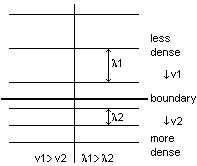 less
dense
λ1
↓v1
boundary
λ2
↓v2
more
dense
v1>v2
λ1>λ2